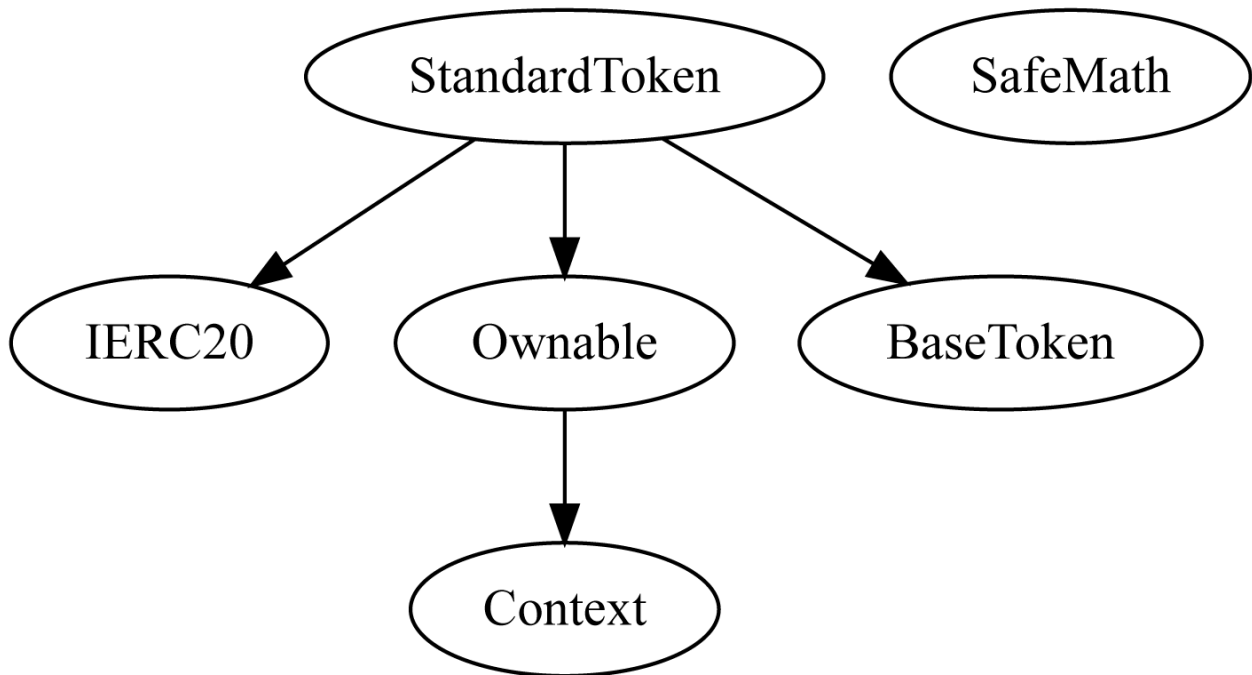 StandardToken
SafeMath
IERC20
Ownable
BaseToken
Context